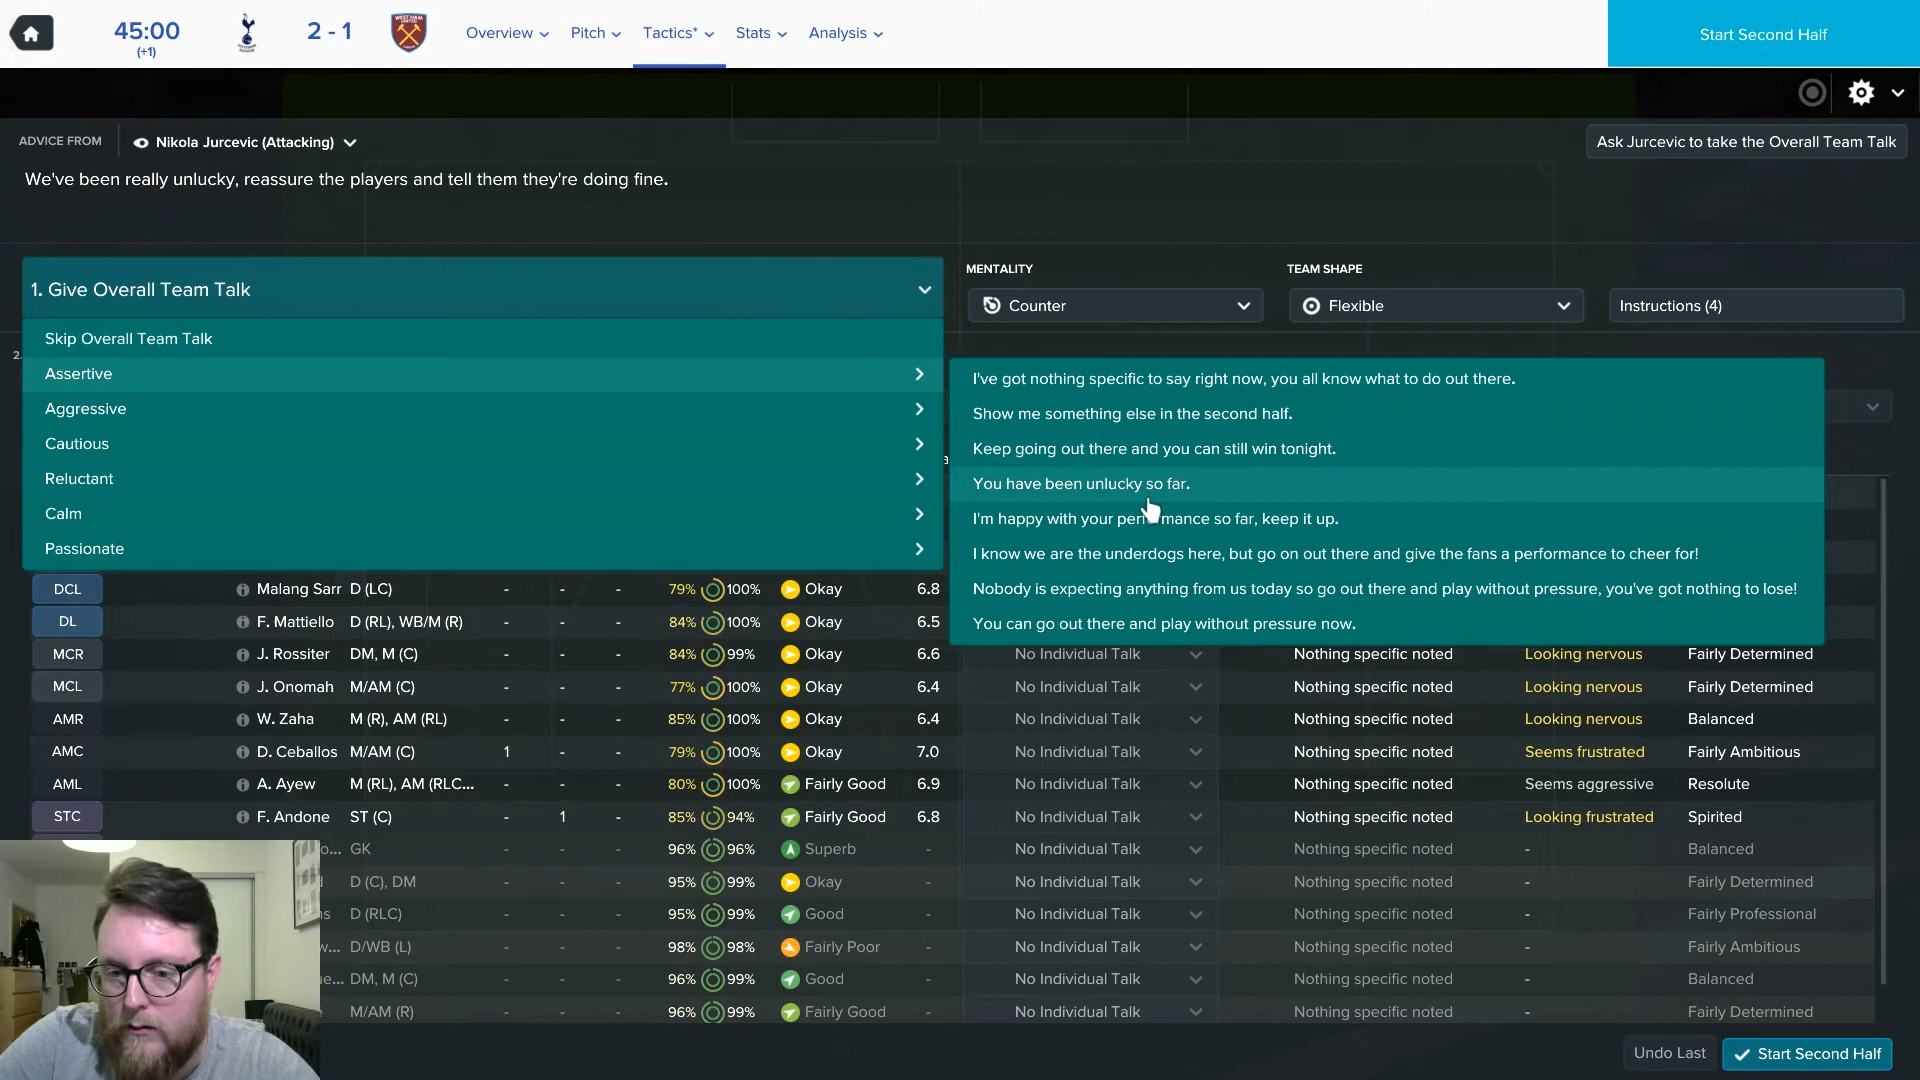 45:00
(+1)
2 - 1
WEST HAM
UNITED
Overview
Pitch
Tactics*
Stats
Analysis
Start Second Half
ADVICE FROM
Nikola Jurcevic (Attacking)
Ask Jurcevic to take the Overall Team Talk
We've been really unlucky, reassure the players and tell them they're doing fine.
1. Give Overall Team Talk
MENTALITY
Counter
TEAM SHAPE
Flexible
Instructions (4)
2.
Skip Overall Team Talk
Assertive
Aggressive
Cautious
Reluctant
Calm
Passionate
I've got nothing specific to say right now, you all know what to do out there.
Show me something else in the second half.
Keep going out there and you can still win tonight.
You have been unlucky so far.
I'm happy with your performance so far, keep it up.
I know we are the underdogs here, but go on out there and give the fans a performance to cheer for!
Nobody is expecting anything from us today so go out there and play without pressure, you've got nothing to lose!
You can go out there and play without pressure now.
DCL Malang Sarr D (LC) - - - 79% 100% Okay 6.8
DL F. Mattiello D (RL), WB/M (R) - - - 84% 100% Okay 6.5
MCR J. Rossiter DM, M (C) - - - 84% 99% Okay 6.6 No Individual Talk Nothing specific noted Looking nervous Fairly Determined
MCL J. Onomah M/AM (C) - - - 77% 100% Okay 6.4 No Individual Talk Nothing specific noted Looking nervous Fairly Determined
AMR W. Zaha M (R), AM (RL) - - - 85% 100% Okay 6.4 No Individual Talk Nothing specific noted Looking nervous Balanced
AMC D. Ceballos M/AM (C) 1 - - 79% 100% Okay 7.0 No Individual Talk Nothing specific noted Seems frustrated Fairly Ambitious
AML A. Ayew M (RL), AM (RLC... - - - 80% 100% Fairly Good 6.9 No Individual Talk Nothing specific noted Seems aggressive Resolute
STC F. Andone ST (C) - 1 - 85% 94% Fairly Good 6.8 No Individual Talk Nothing specific noted Looking frustrated Spirited
GK - - - 96% 96% Superb - No Individual Talk Nothing specific noted - Balanced
D (C), DM - - - 95% 99% Okay - No Individual Talk Nothing specific noted - Fairly Determined
D (RLC) - - - 95% 99% Good - No Individual Talk Nothing specific noted - Fairly Professional
D/WB (L) - - - 98% 98% Fairly Poor - No Individual Talk Nothing specific noted - Fairly Ambitious
DM, M (C) - - - 96% 99% Good - No Individual Talk Nothing specific noted - Balanced
M/AM (R) - - - 96% 99% Fairly Good - No Individual Talk Nothing specific noted - Fairly Determined
Undo Last
Start Second Half